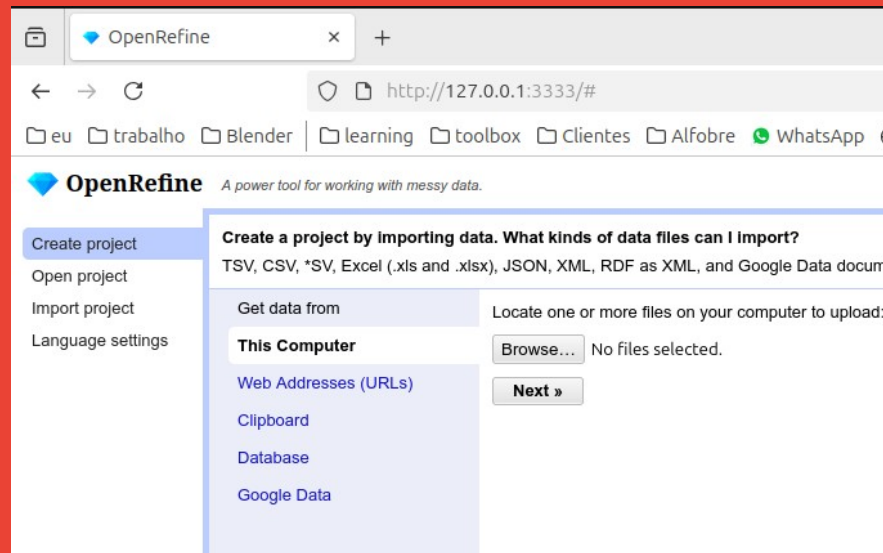 OpenRefine
http://127.0.0.1:3333/#
eu trabalho Blender learning toolbox Clientes Alfobre WhatsApp
OpenRefine A power tool for working with messy data.
Create project
Open project
Import project
Language settings
Create a project by importing data. What kinds of data files can I import?
TSV, CSV, *SV, Excel (.xls and .xlsx), JSON, XML, RDF as XML, and Google Data docum
Get data from
This Computer
Web Addresses (URLs)
Clipboard
Database
Google Data
Locate one or more files on your computer to upload:
Browse... No files selected.
Next »